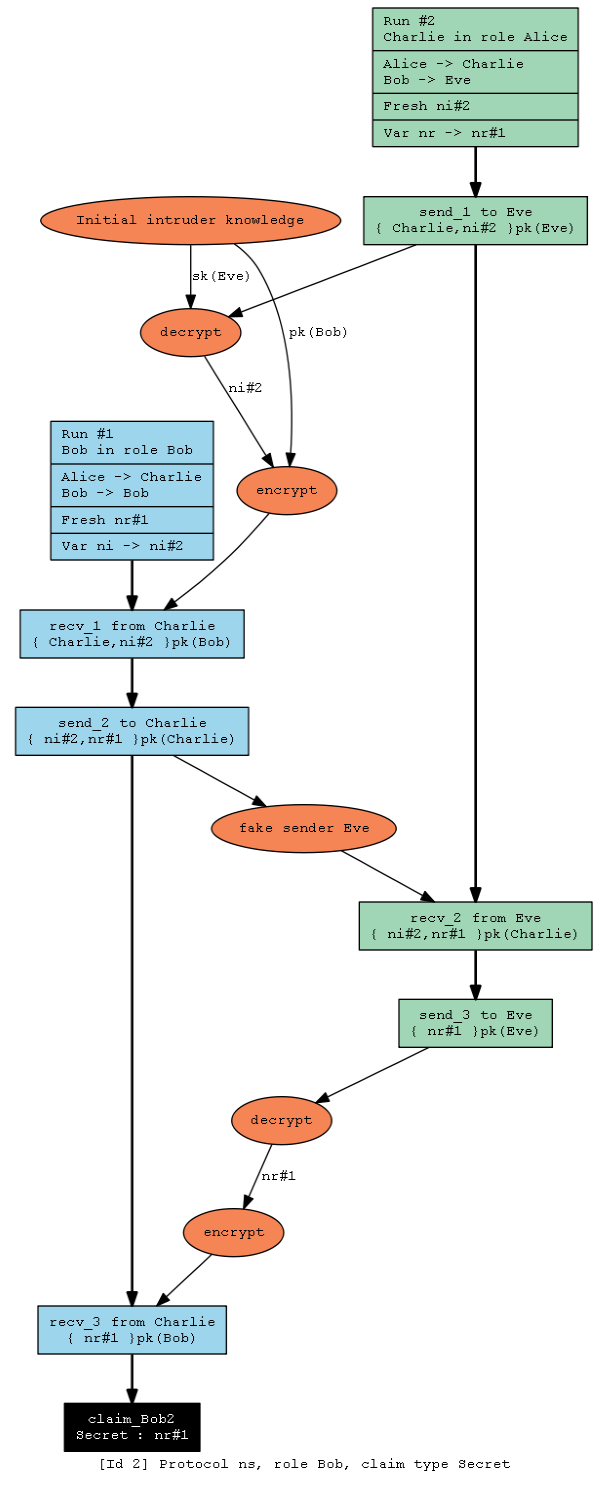 Run #2
Charlie in role Alice
Alice -> Charlie
Bob -> Eve
Fresh ni#2
Var nr -> nr#1
Initial intruder knowledge
send_1 to Eve
{ Charlie,ni#2 }pk(Eve)
sk(Eve)
decrypt
pk(Bob)
ni#2
Run #1
Bob in role Bob
Alice -> Charlie
Bob -> Bob
Fresh nr#1
Var ni -> ni#2
encrypt
recv_1 from Charlie
{ Charlie,ni#2 }pk(Bob)
send_2 to Charlie
{ ni#2,nr#1 }pk(Charlie)
fake sender Eve
recv_2 from Eve
{ ni#2,nr#1 }pk(Charlie)
send_3 to Eve
{ nr#1 }pk(Eve)
decrypt
nr#1
encrypt
recv_3 from Charlie
{ nr#1 }pk(Bob)
claim_Bob2
Secret : nr#1
[Id 2] Protocol ns, role Bob, claim type Secret